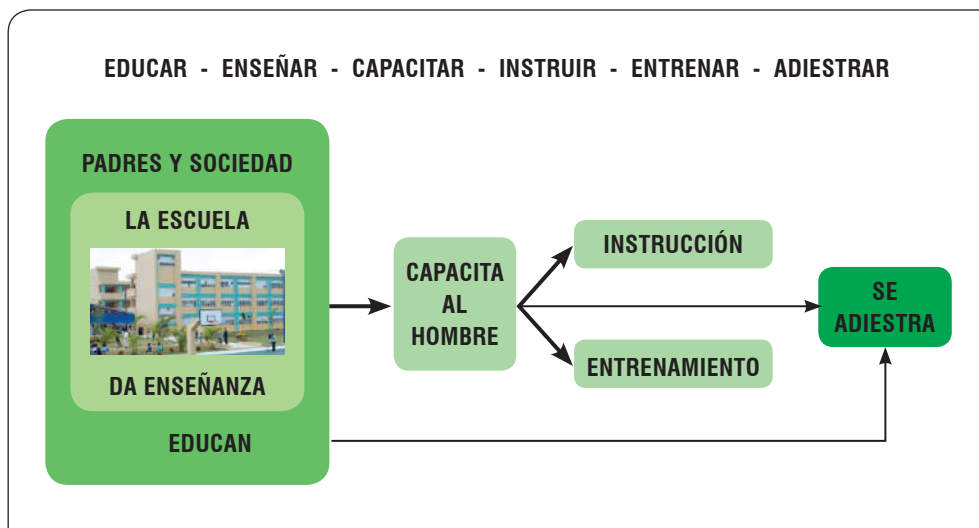 EDUCAR - ENSEÑAR - CAPACITAR - INSTRUIR - ENTRENAR - ADIESTRAR
PADRES Y SOCIEDAD
LA ESCUELA
DA ENSEÑANZA
EDUCAN
CAPACITA
AL
HOMBRE
INSTRUCCIÓN
ENTRENAMIENTO
SE
ADIESTRA